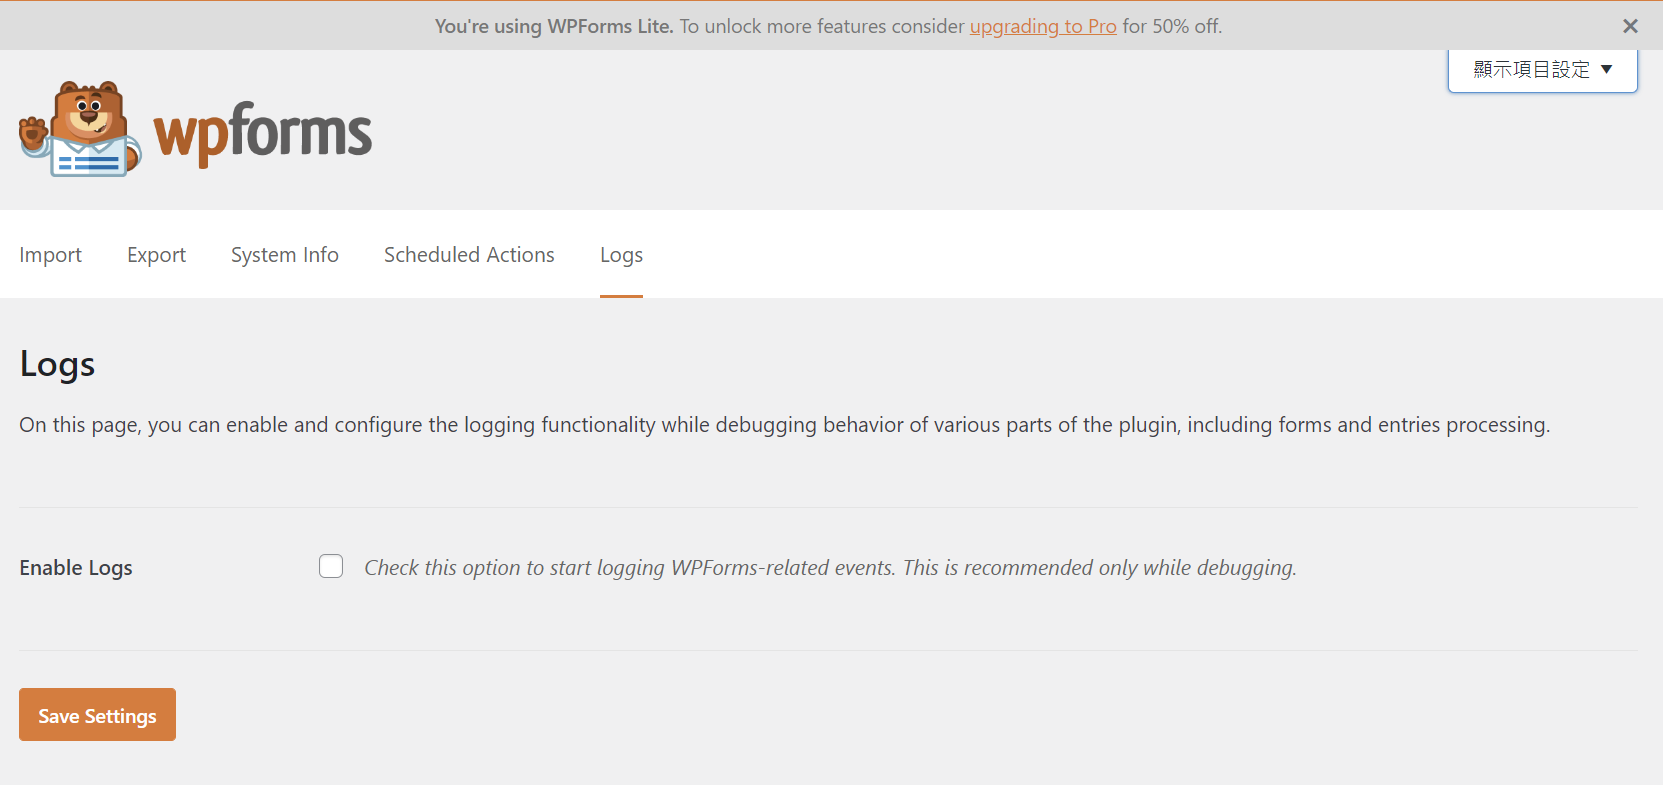 You're using WPForms Lite. To unlock more features consider upgrading to Pro for 50% off.
顯示項目設定
wpforms
Import Export System Info Scheduled Actions Logs
Logs
On this page, you can enable and configure the logging functionality while debugging behavior of various parts of the plugin, including forms and entries processing.
Enable Logs Check this option to start logging WPForms-related events. This is recommended only while debugging.
Save Settings